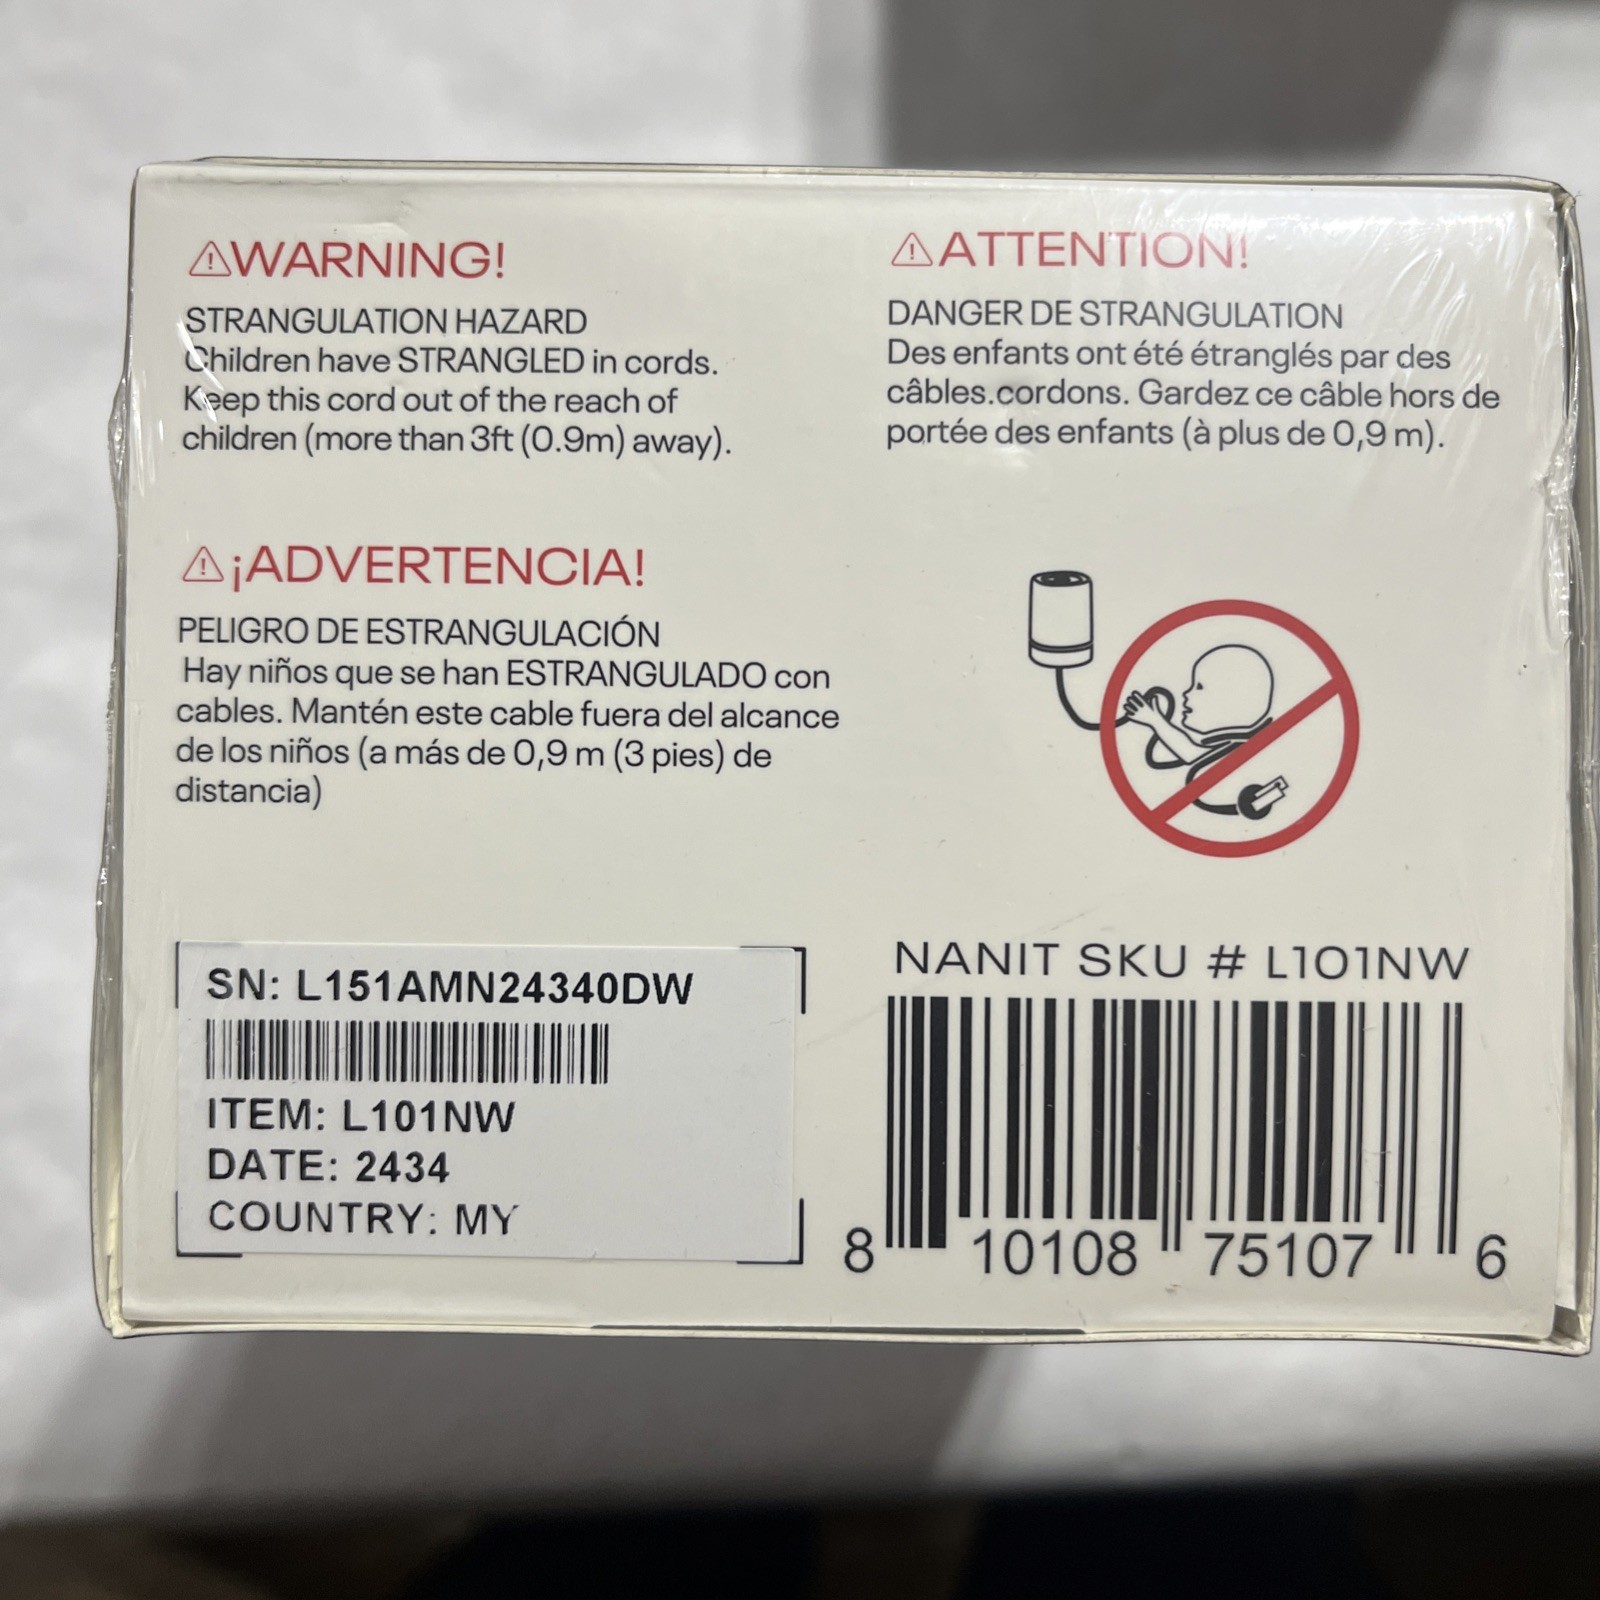 ⚠WARNING!
STRANGULATION HAZARD
Children have STRANGLED in cords.
Keep this cord out of the reach of
children (more than 3ft (0.9m) away).
⚠ATTENTION!
DANGER DE STRANGULATION
Des enfants ont été étranglés par des
câbles.cordons. Gardez ce câble hors de
portée des enfants (à plus de 0,9 m).
⚠¡ADVERTENCIA!
PELIGRO DE ESTRANGULACIÓN
Hay niños que se han ESTRANGULADO con
cables. Mantén este cable fuera del alcance
de los niños (a más de 0,9 m (3 pies) de
distancia)
SN: L151AMN24340DW
ITEM: L101NW
DATE: 2434
COUNTRY: MY
NANIT SKU # L101NW
8 10108 75107 6